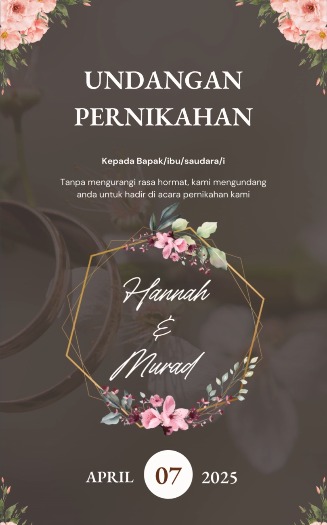 UNDANGAN
PERNIKAHAN
Kepada Bapak/ibu/saudara/i
Tanpa mengurangi rasa hormat, kami mengundang
anda untuk hadir di acara pernikahan kami
Hannah
&
Murad
APRIL 07 2025